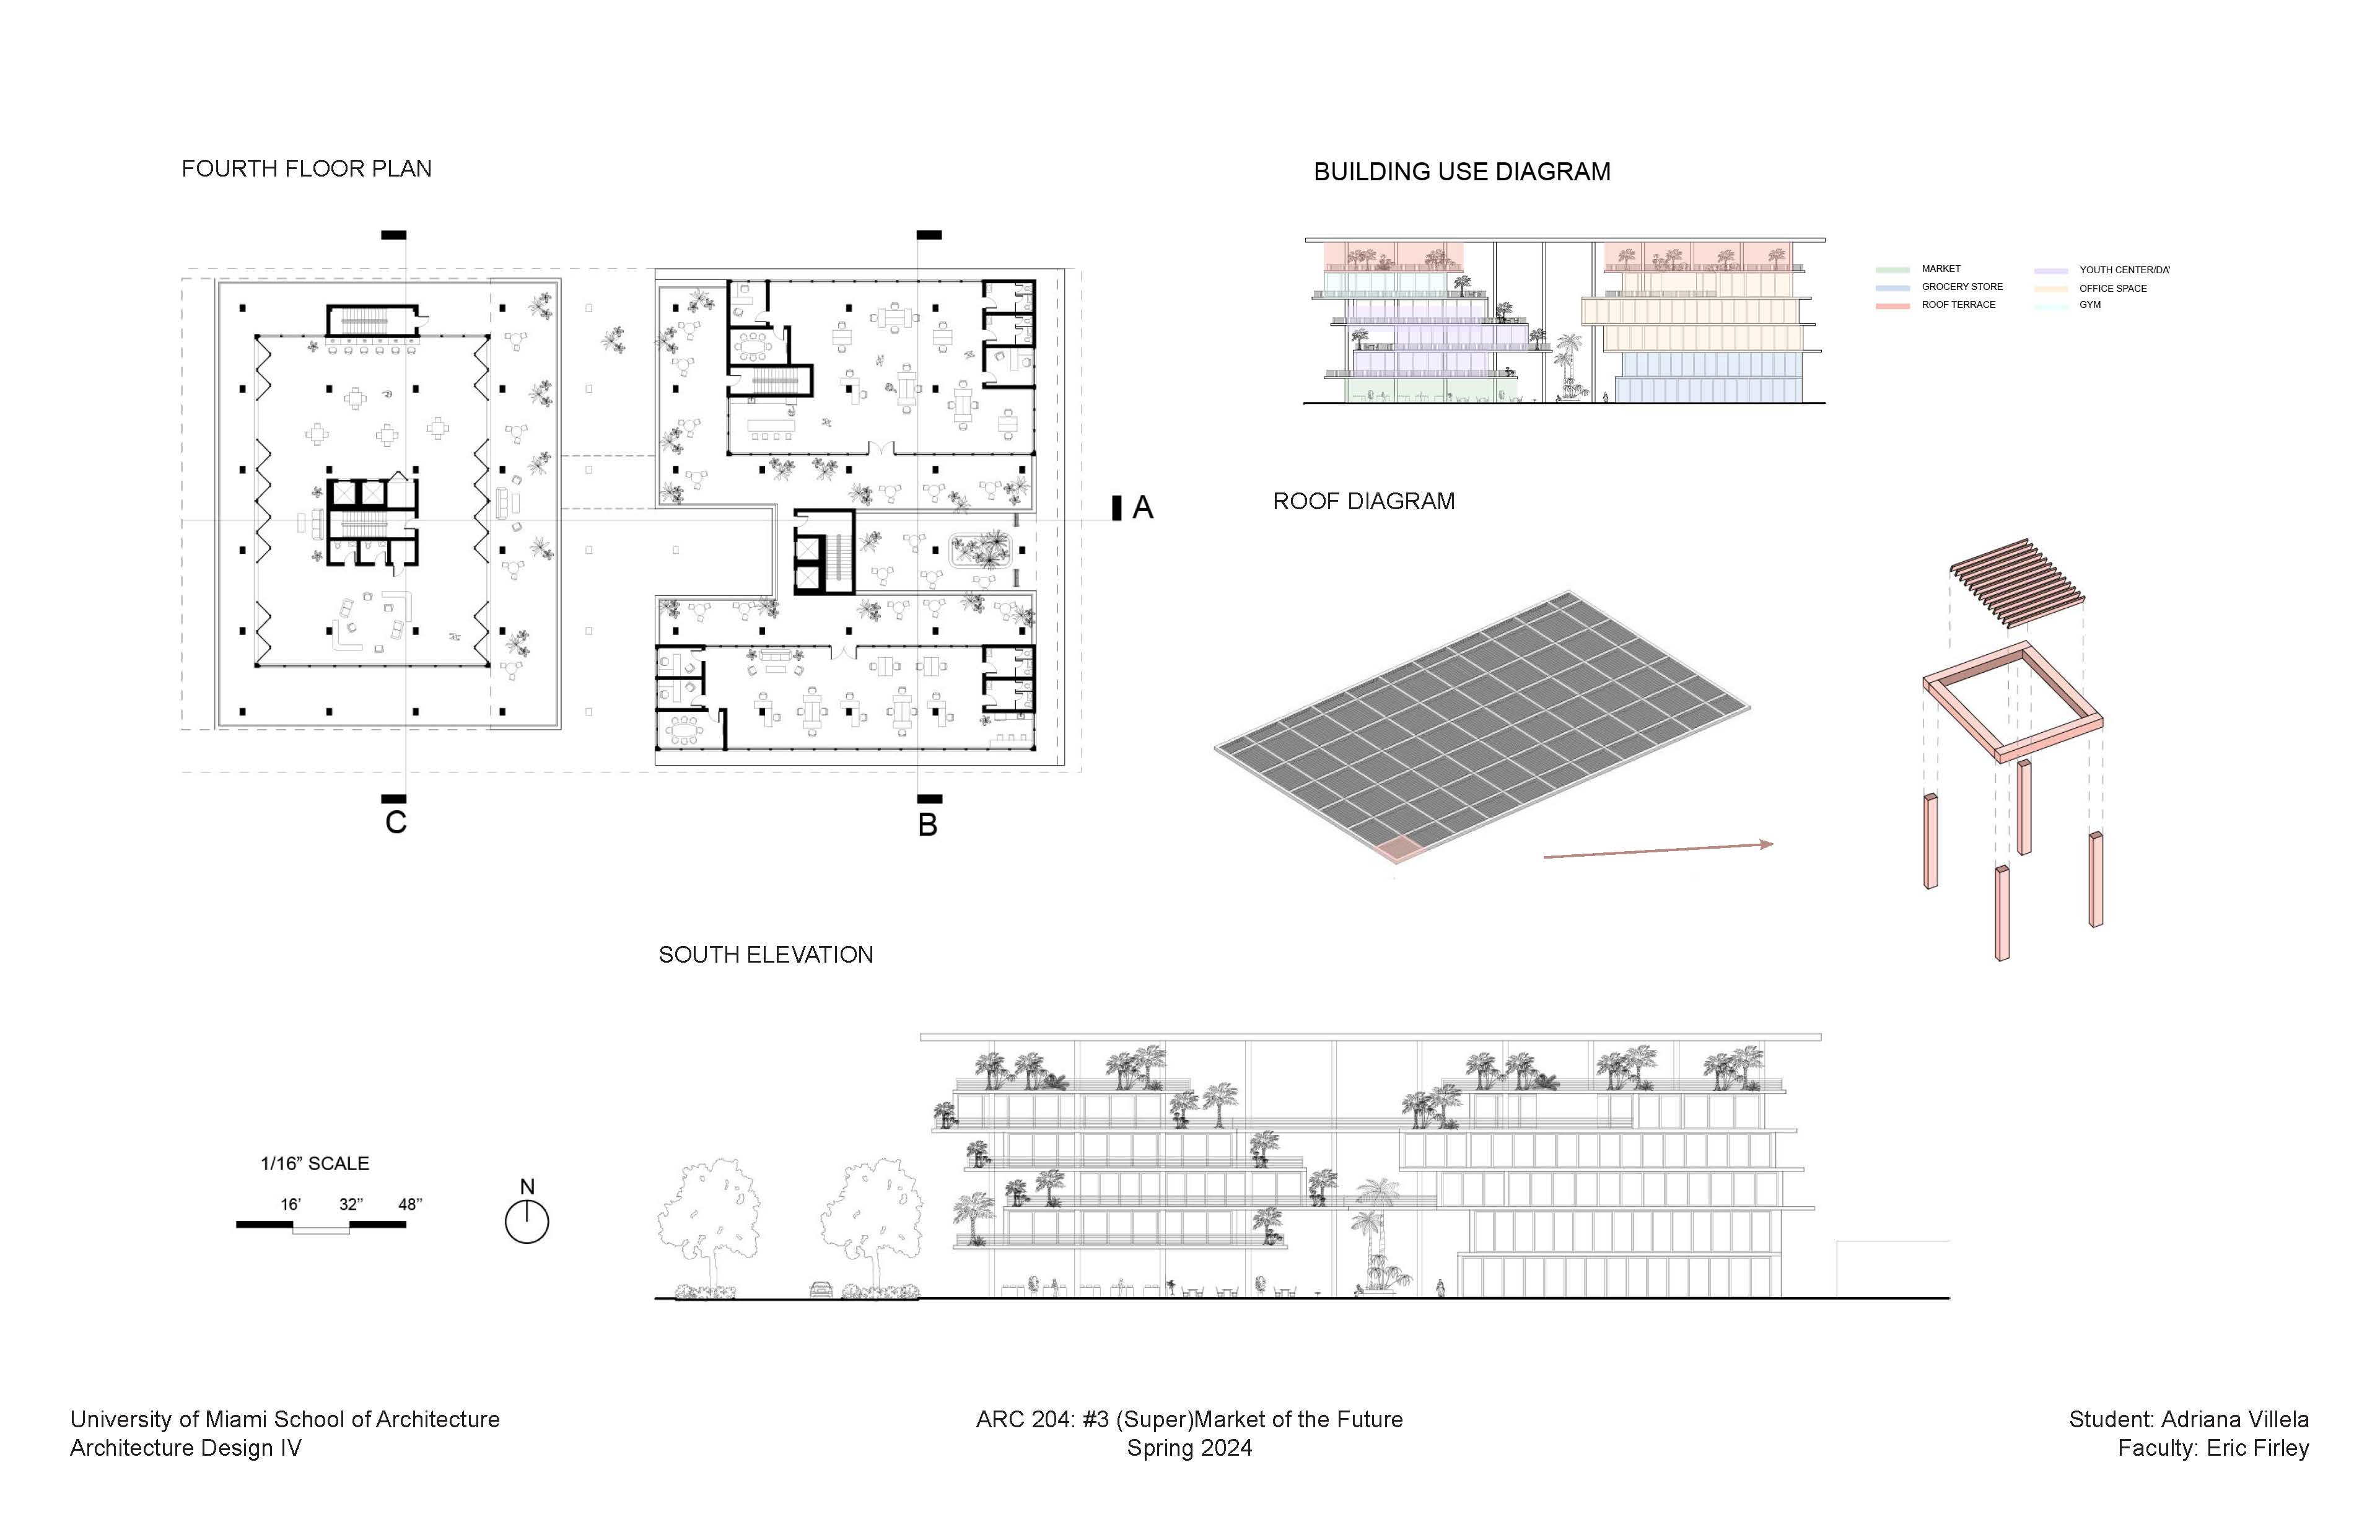 FOURTH FLOOR PLAN
BUILDING USE DIAGRAM
MARKET
GROCERY STORE
ROOF TERRACE
YOUTH CENTER/DA'
OFFICE SPACE
GYM
A
C
B
ROOF DIAGRAM
SOUTH ELEVATION
1/16” SCALE
16’ 32” 48”
N
University of Miami School of Architecture
Architecture Design IV
ARC 204: #3 (Super)Market of the Future
Spring 2024
Student: Adriana Villela
Faculty: Eric Firley